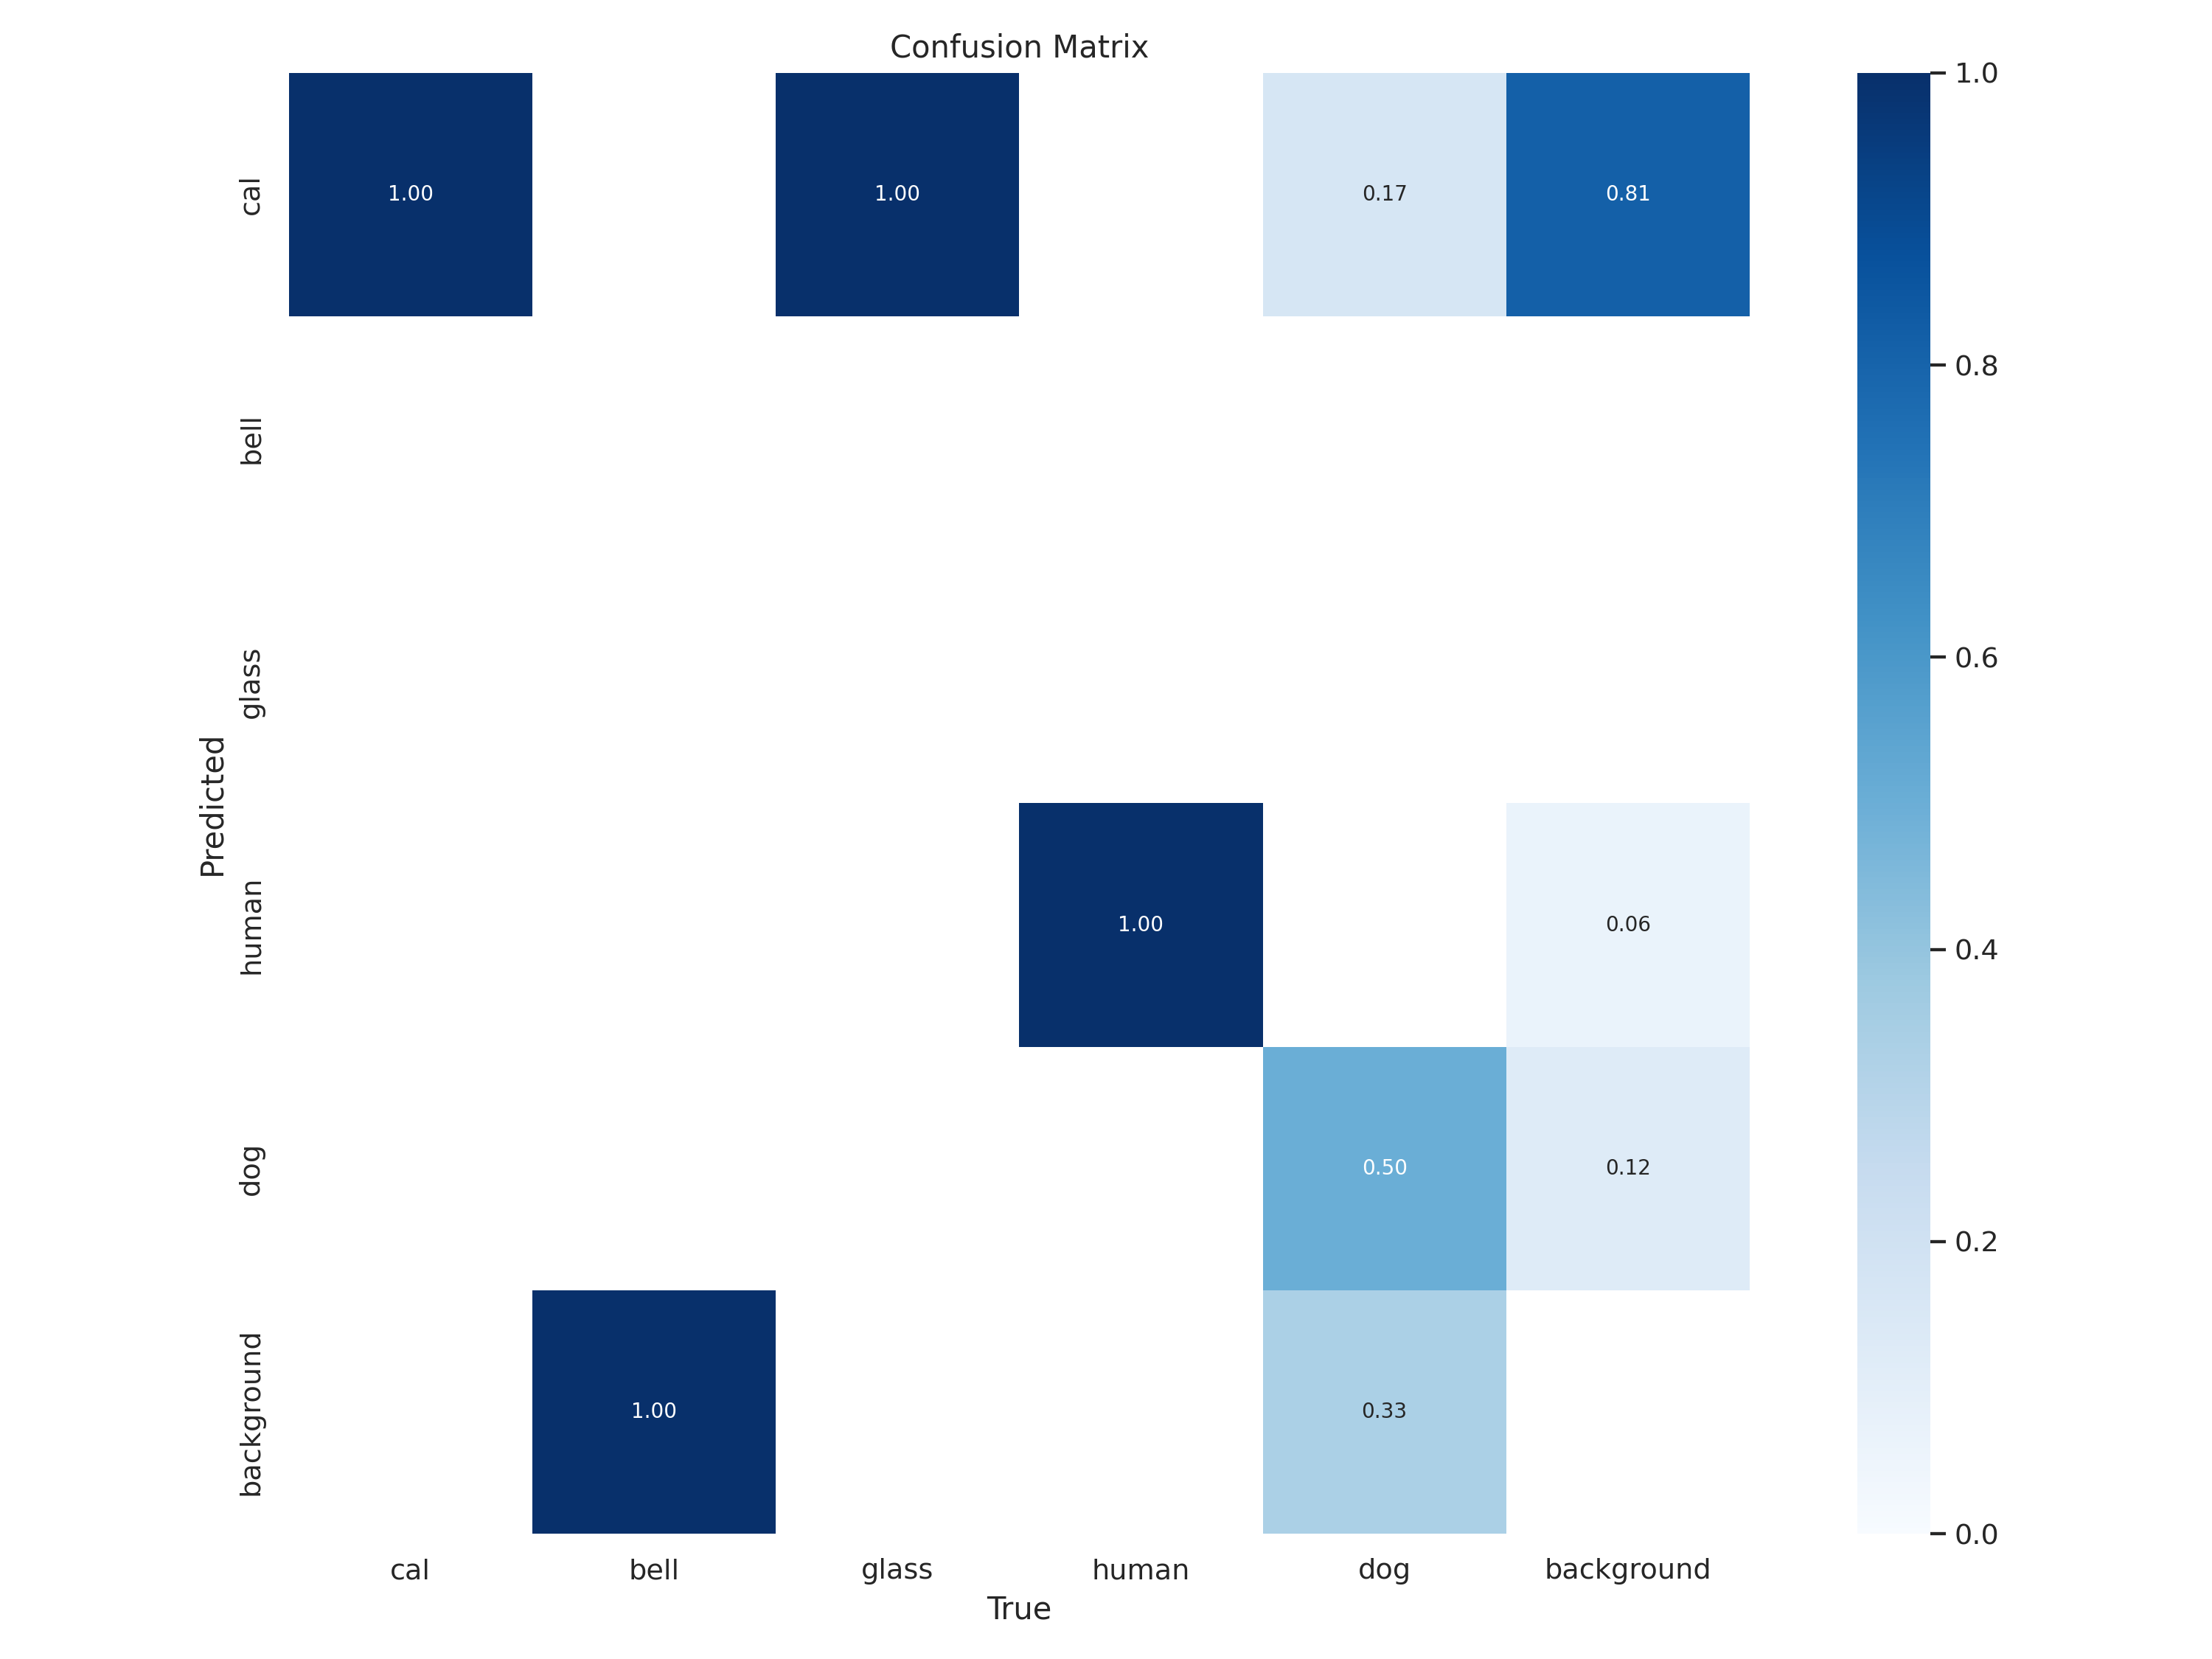 Confusion Matrix
cal
1.00
1.00
0.17
0.81
bell
glass
human
1.00
0.06
dog
0.50
0.12
background
1.00
0.33
Predicted
cal bell glass human dog background
True
1.0
0.8
0.6
0.4
0.2
0.0